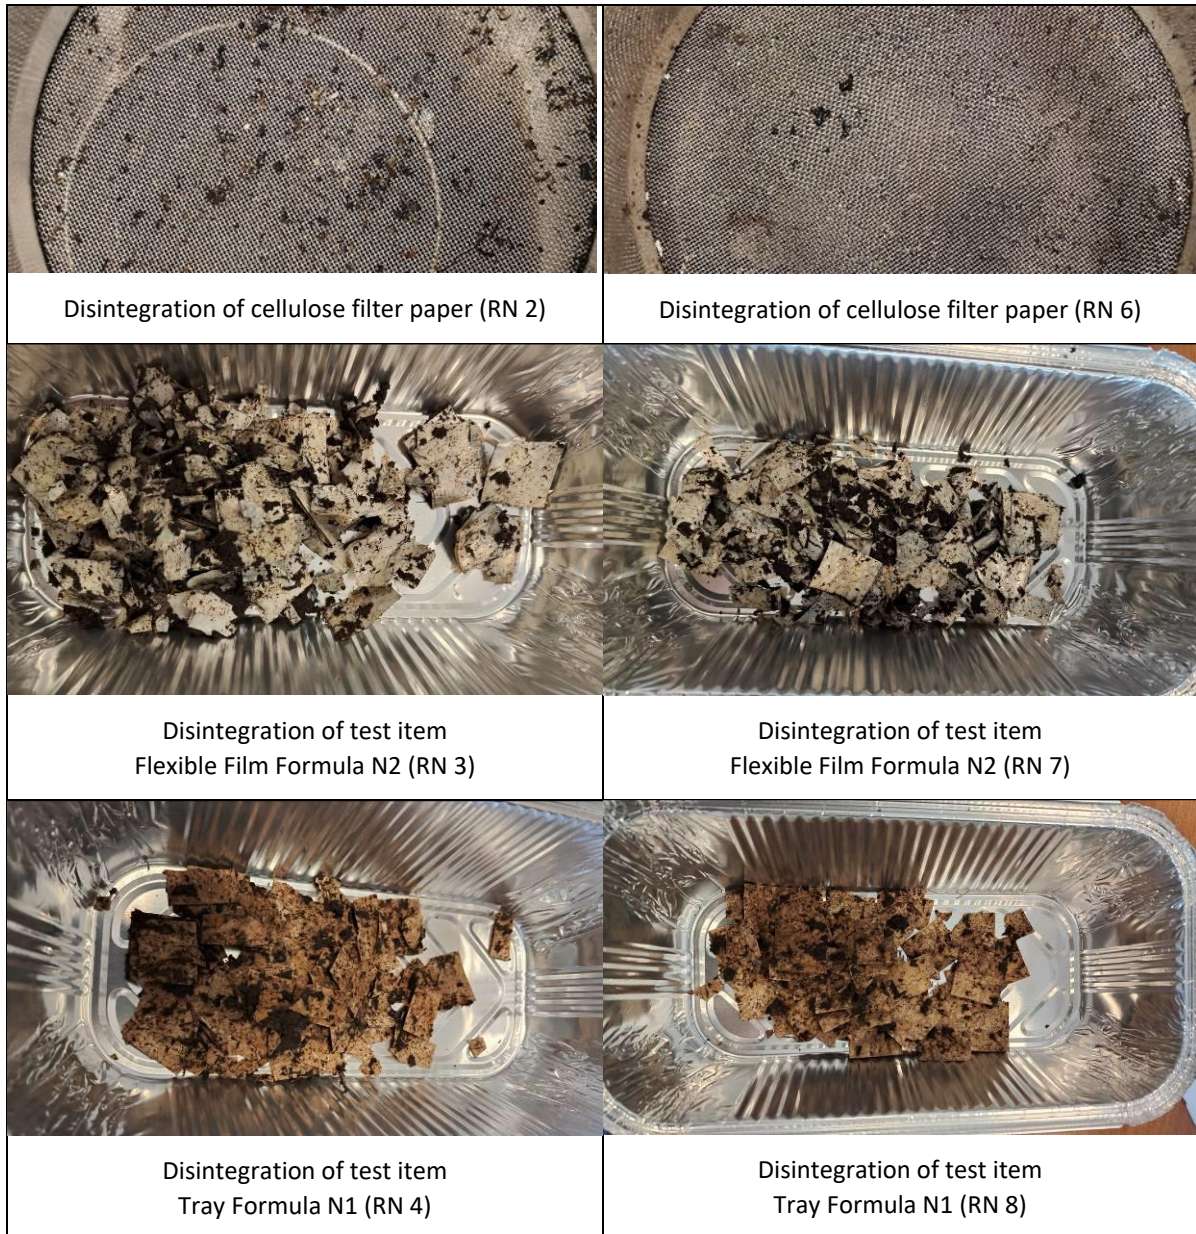 Disintegration of cellulose filter paper (RN 2)
Disintegration of cellulose filter paper (RN 6)
Disintegration of test item
Flexible Film Formula N2 (RN 3)
Disintegration of test item
Flexible Film Formula N2 (RN 7)
Disintegration of test item
Tray Formula N1 (RN 4)
Disintegration of test item
Tray Formula N1 (RN 8)